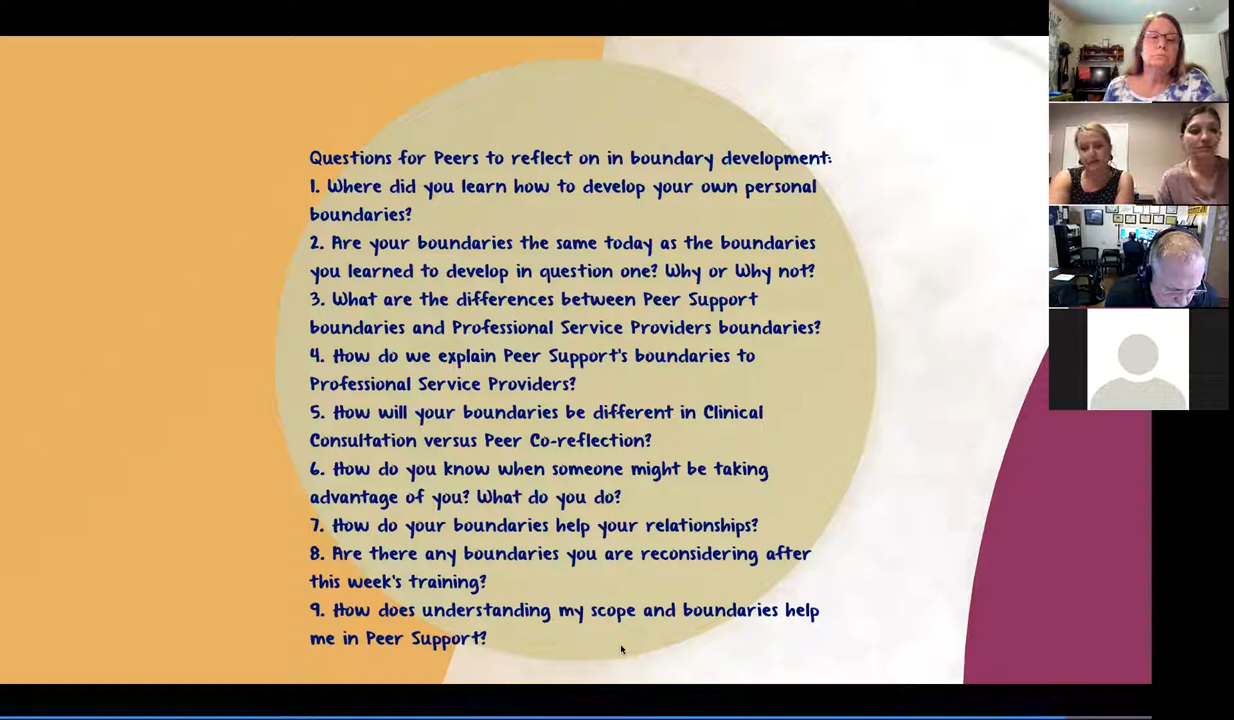 Questions for Peers to reflect on in boundary development:
1. Where did you learn how to develop your own personal
boundaries?
2. Are your boundaries the same today as the boundaries
you learned to develop in question one? Why or Why not?
3. What are the differences between Peer Support
boundaries and Professional Service Providers boundaries?
4. How do we explain Peer Support's boundaries to
Professional Service Providers?
5. How will your boundaries be different in Clinical
Consultation versus Peer Co-reflection?
6. How do you know when someone might be taking
advantage of you? What do you do?
7. How do your boundaries help your relationships?
8. Are there any boundaries you are reconsidering after
this week's training?
9. How does understanding my scope and boundaries help
me in Peer Support?